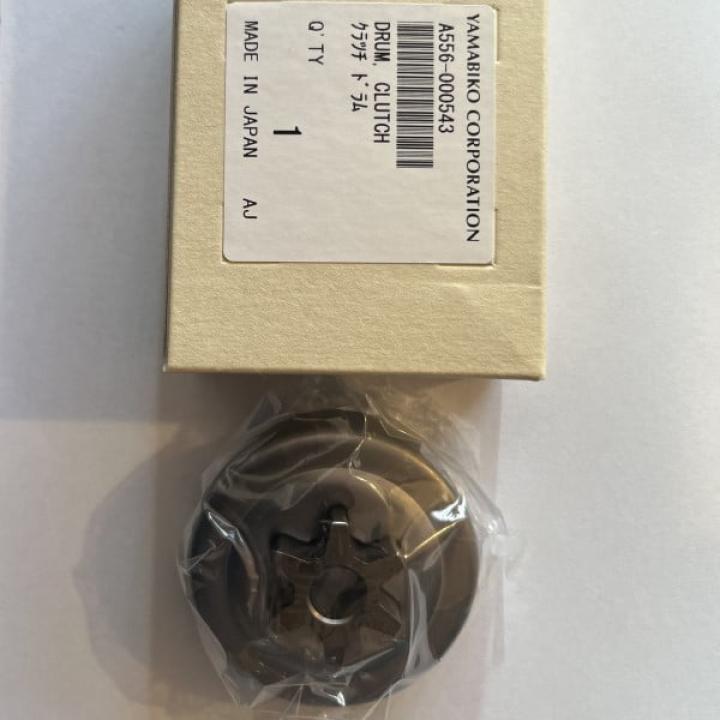 YAMABIKO CORPORATION
A556-000543
DRUM, CLUTCH
クラッチ ドラム
Q'TY
1
MADE IN JAPAN AJ